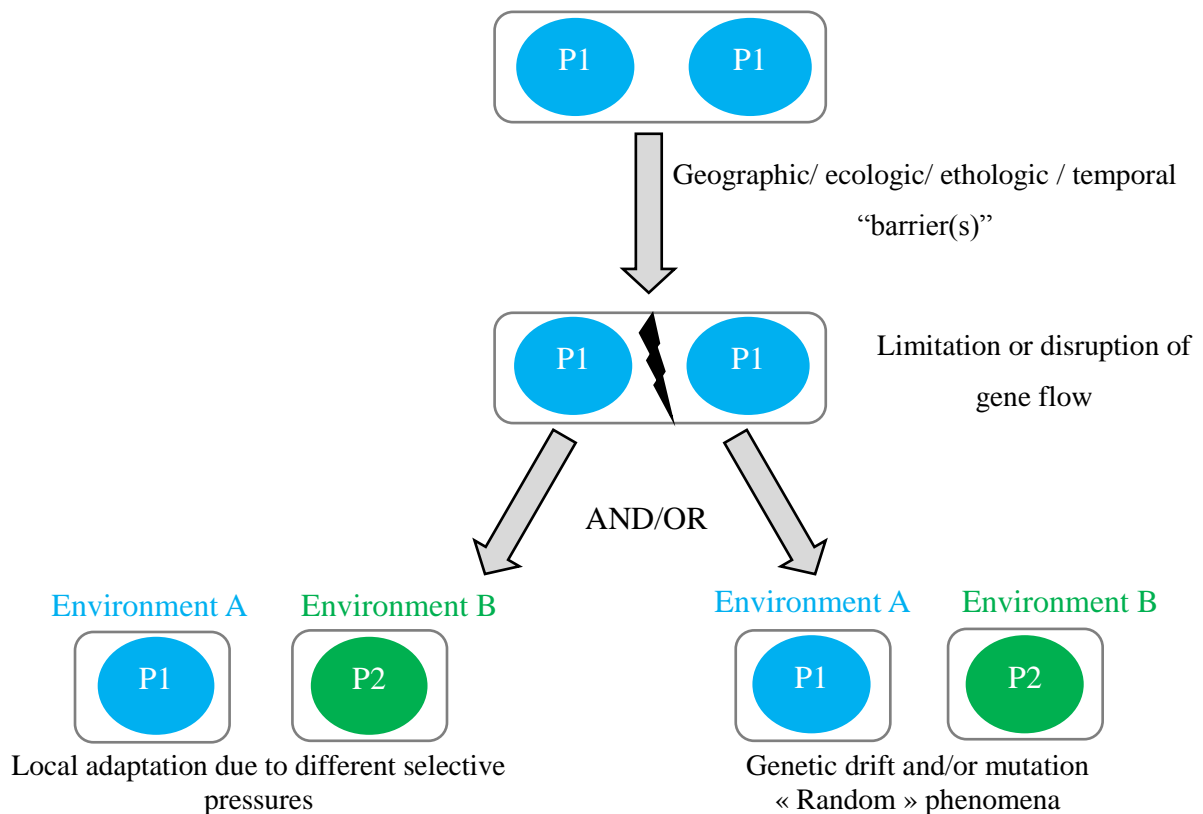 P1 P1
Geographic/ ecologic/ ethologic / temporal
“barrier(s)”
P1 P1
Limitation or disruption of
gene flow
AND/OR
Environment A Environment B
P1 P2
Local adaptation due to different selective
pressures
Environment A Environment B
P1 P2
Genetic drift and/or mutation
« Random » phenomena